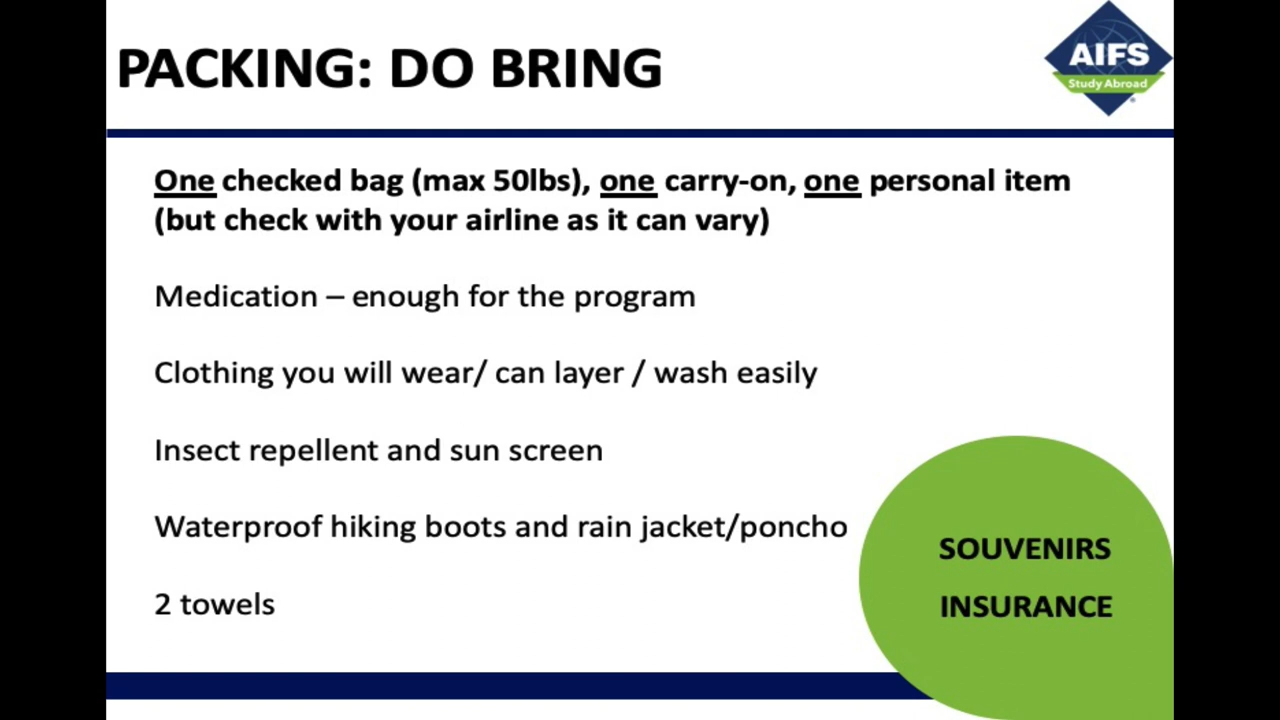 PACKING: DO BRING
AIFS
Study Abroad
One checked bag (max 50lbs), one carry-on, one personal item
(but check with your airline as it can vary)
Medication – enough for the program
Clothing you will wear/ can layer / wash easily
Insect repellent and sun screen
Waterproof hiking boots and rain jacket/poncho
2 towels
SOUVENIRS
INSURANCE